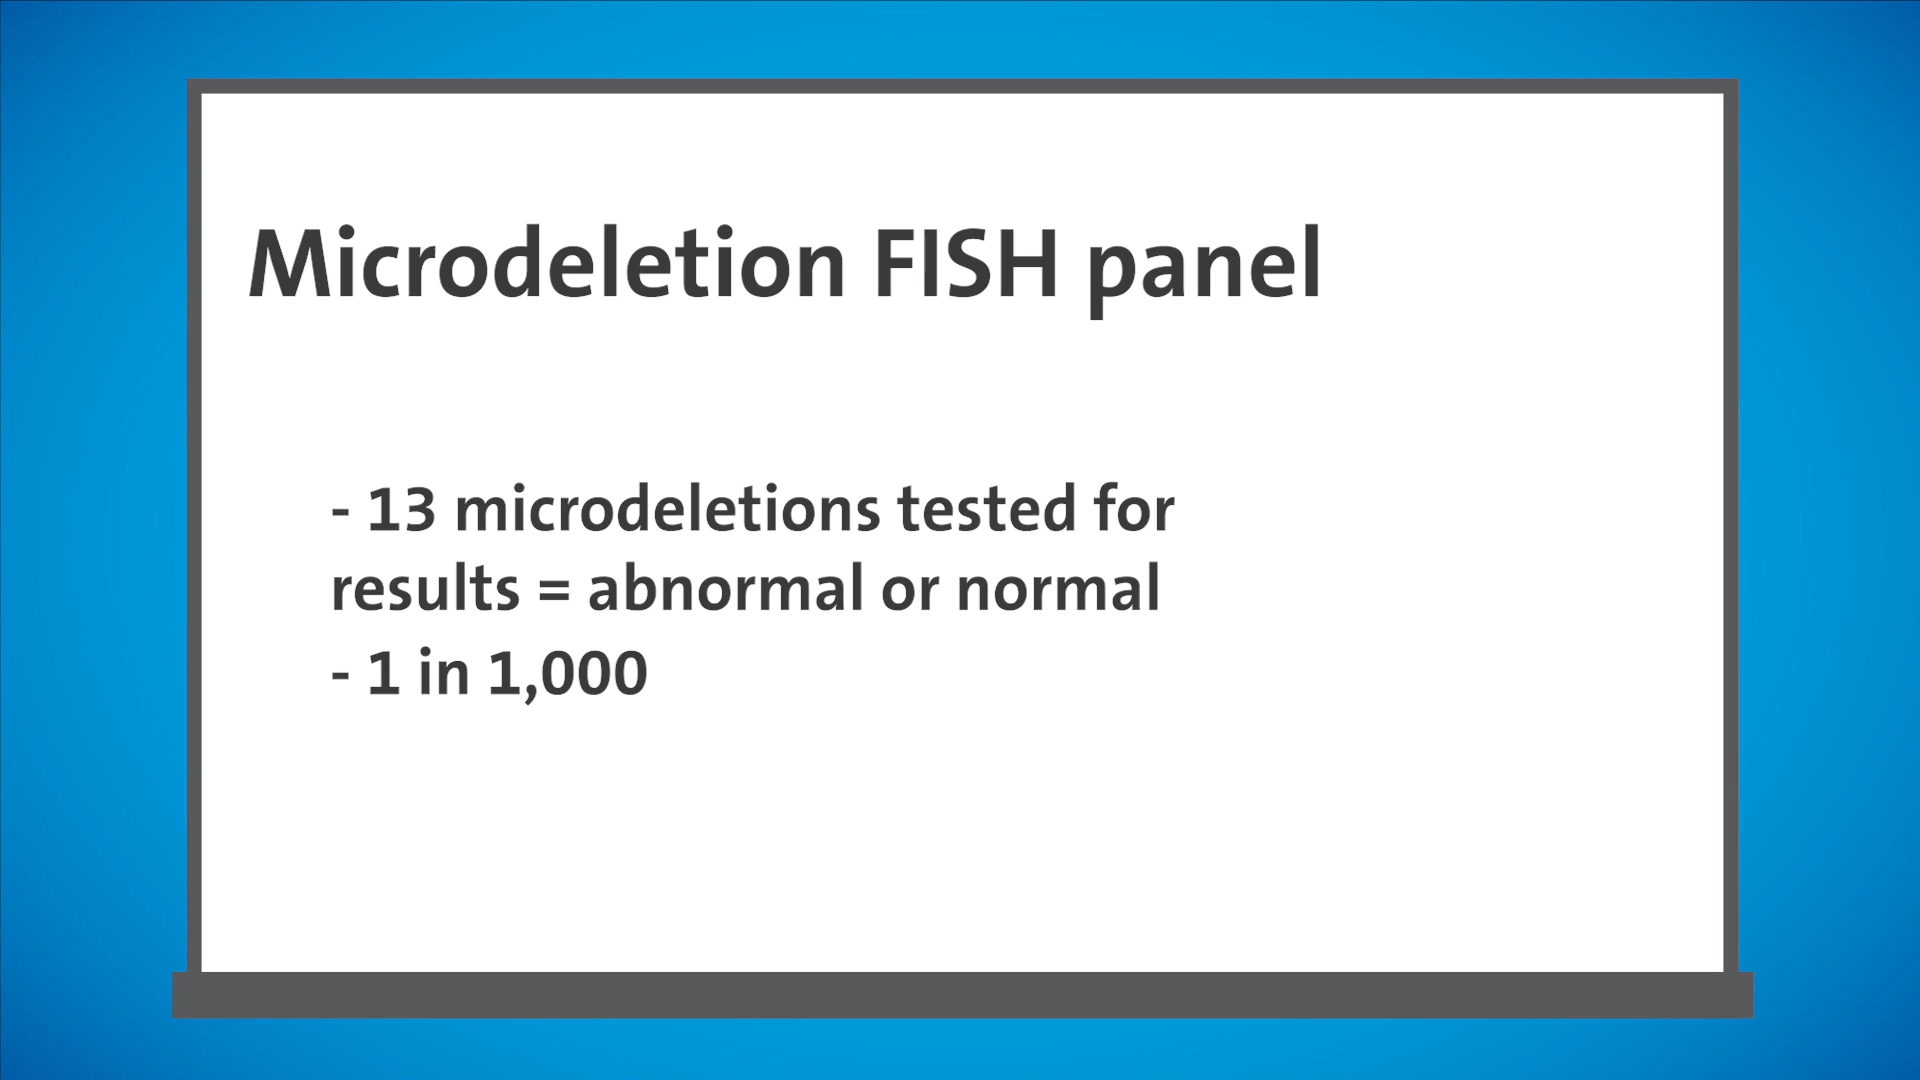 Microdeletion FISH panel
- 13 microdeletions tested for
results = abnormal or normal
- 1 in 1,000